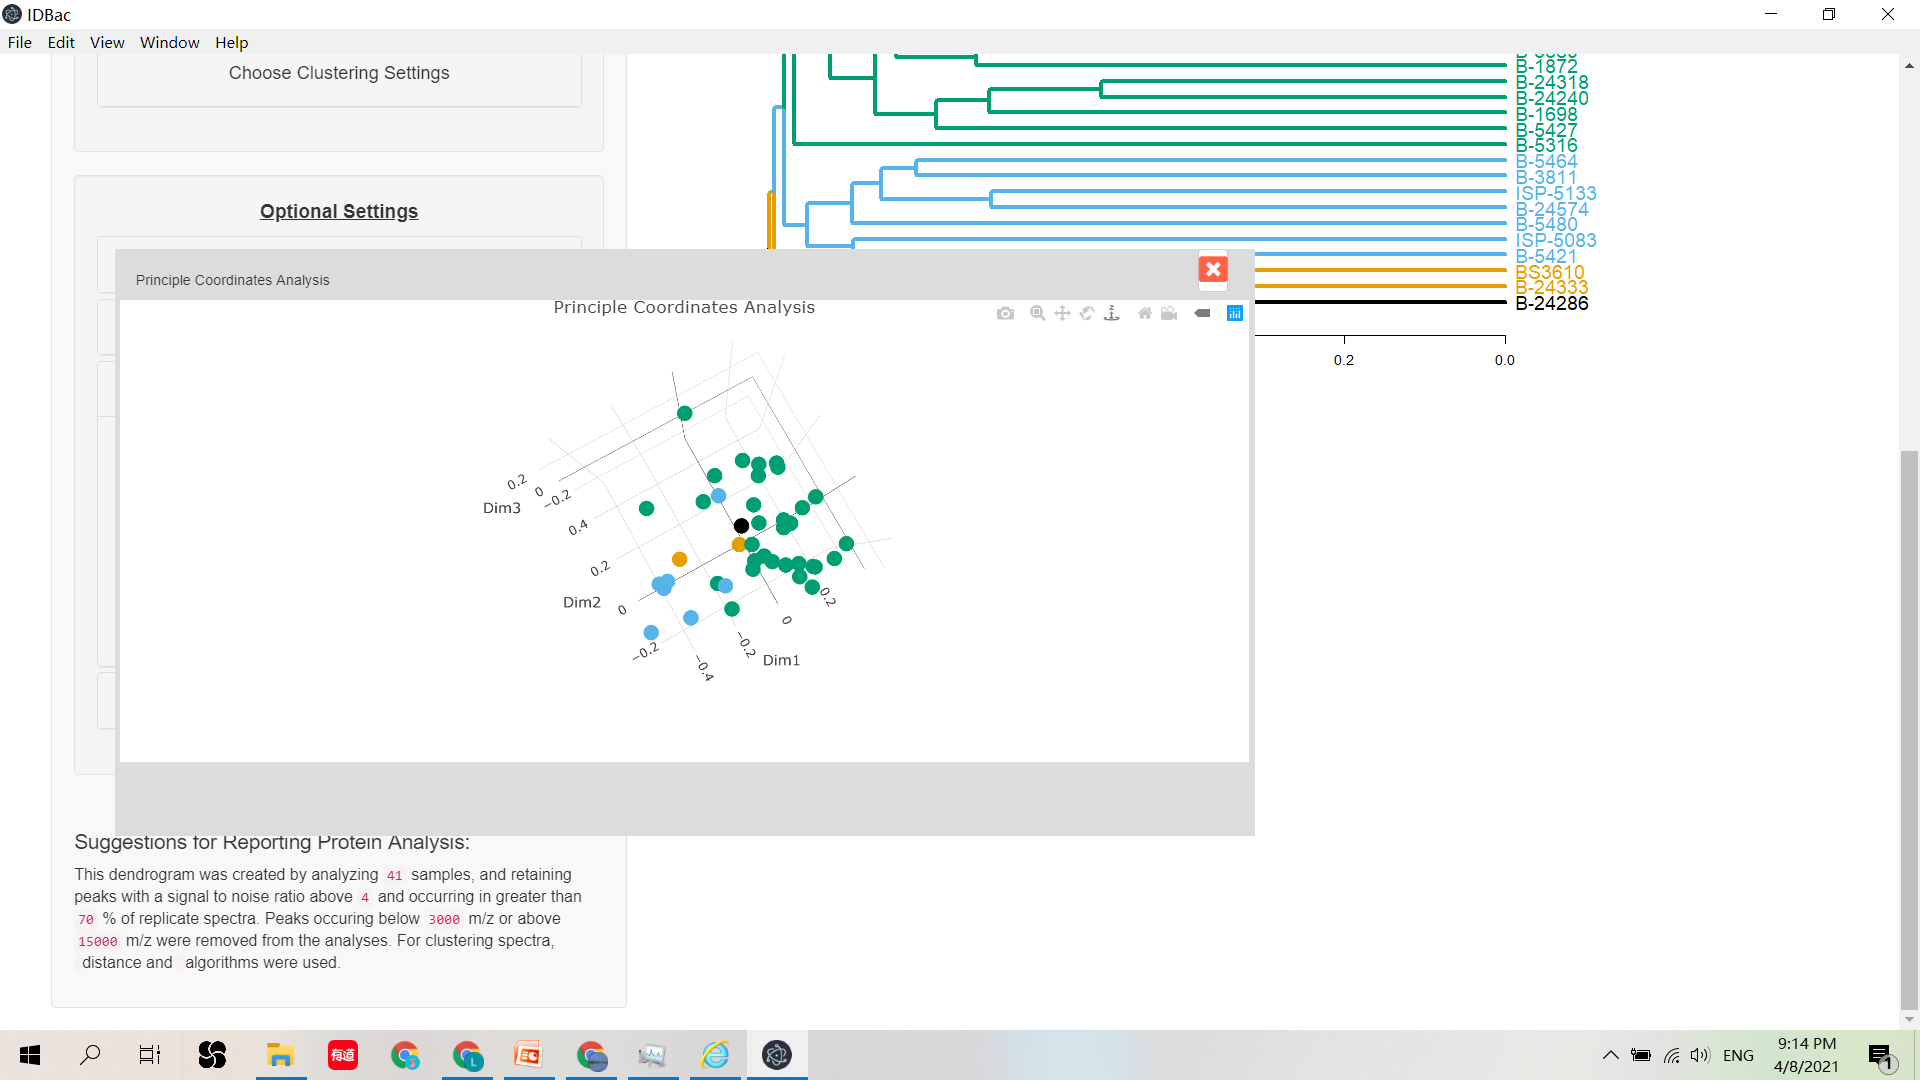 IDBac
File Edit View Window Help
Choose Clustering Settings
Optional Settings
B-1872
B-24318
B-24240
B-1698
B-5427
B-5316
B-5464
B-3811
ISP-5133
B-24574
B-5480
ISP-5083
B-5421
BS3610
B-24333
B-24286
0.2 0.0
Principle Coordinates Analysis
Principle Coordinates Analysis
0.2
0
−0.2
Dim3
0.4
0.2
Dim2
0
−0.2
−0.4
−0.2
0
0.2
Dim1
Suggestions for Reporting Protein Analysis:
This dendrogram was created by analyzing 41 samples, and retaining
peaks with a signal to noise ratio above 4 and occurring in greater than
70 % of replicate spectra. Peaks occuring below 3000 m/z or above
15000 m/z were removed from the analyses. For clustering spectra,
distance and algorithms were used.
有道
ENG
9:14 PM
4/8/2021
1